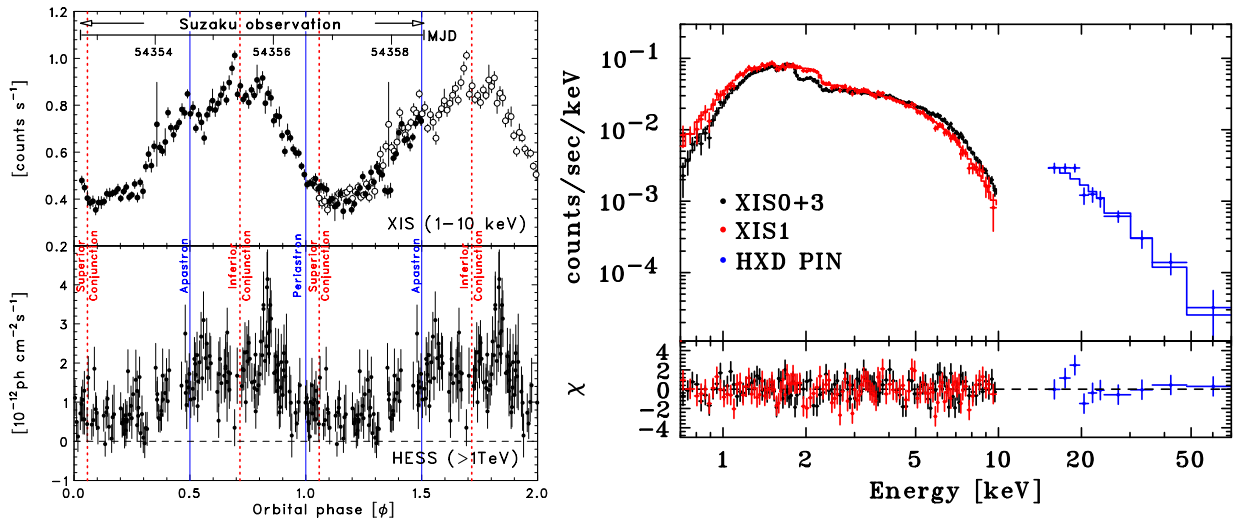 Suzaku observation
MJD
54354 54356 54358
1.2
1.0
0.8
0.6
0.4
0.2
[counts s⁻¹]
XIS (1−10 keV)
Superior Conjunction
Apastron
Inferior Conjunction
Periastron
Superior Conjunction
Apastron
Inferior Conjunction
4
3
2
1
0
−1
[10⁻¹² ph cm⁻²s⁻¹]
HESS (>1TeV)
0.0 0.5 1.0 1.5 2.0
Orbital phase [ϕ]
10⁻¹
10⁻²
10⁻³
10⁻⁴
counts/sec/keV
XIS0+3
XIS1
HXD PIN
4
2
0
−2
−4
χ
1 2 5 10 20 50
Energy [keV]